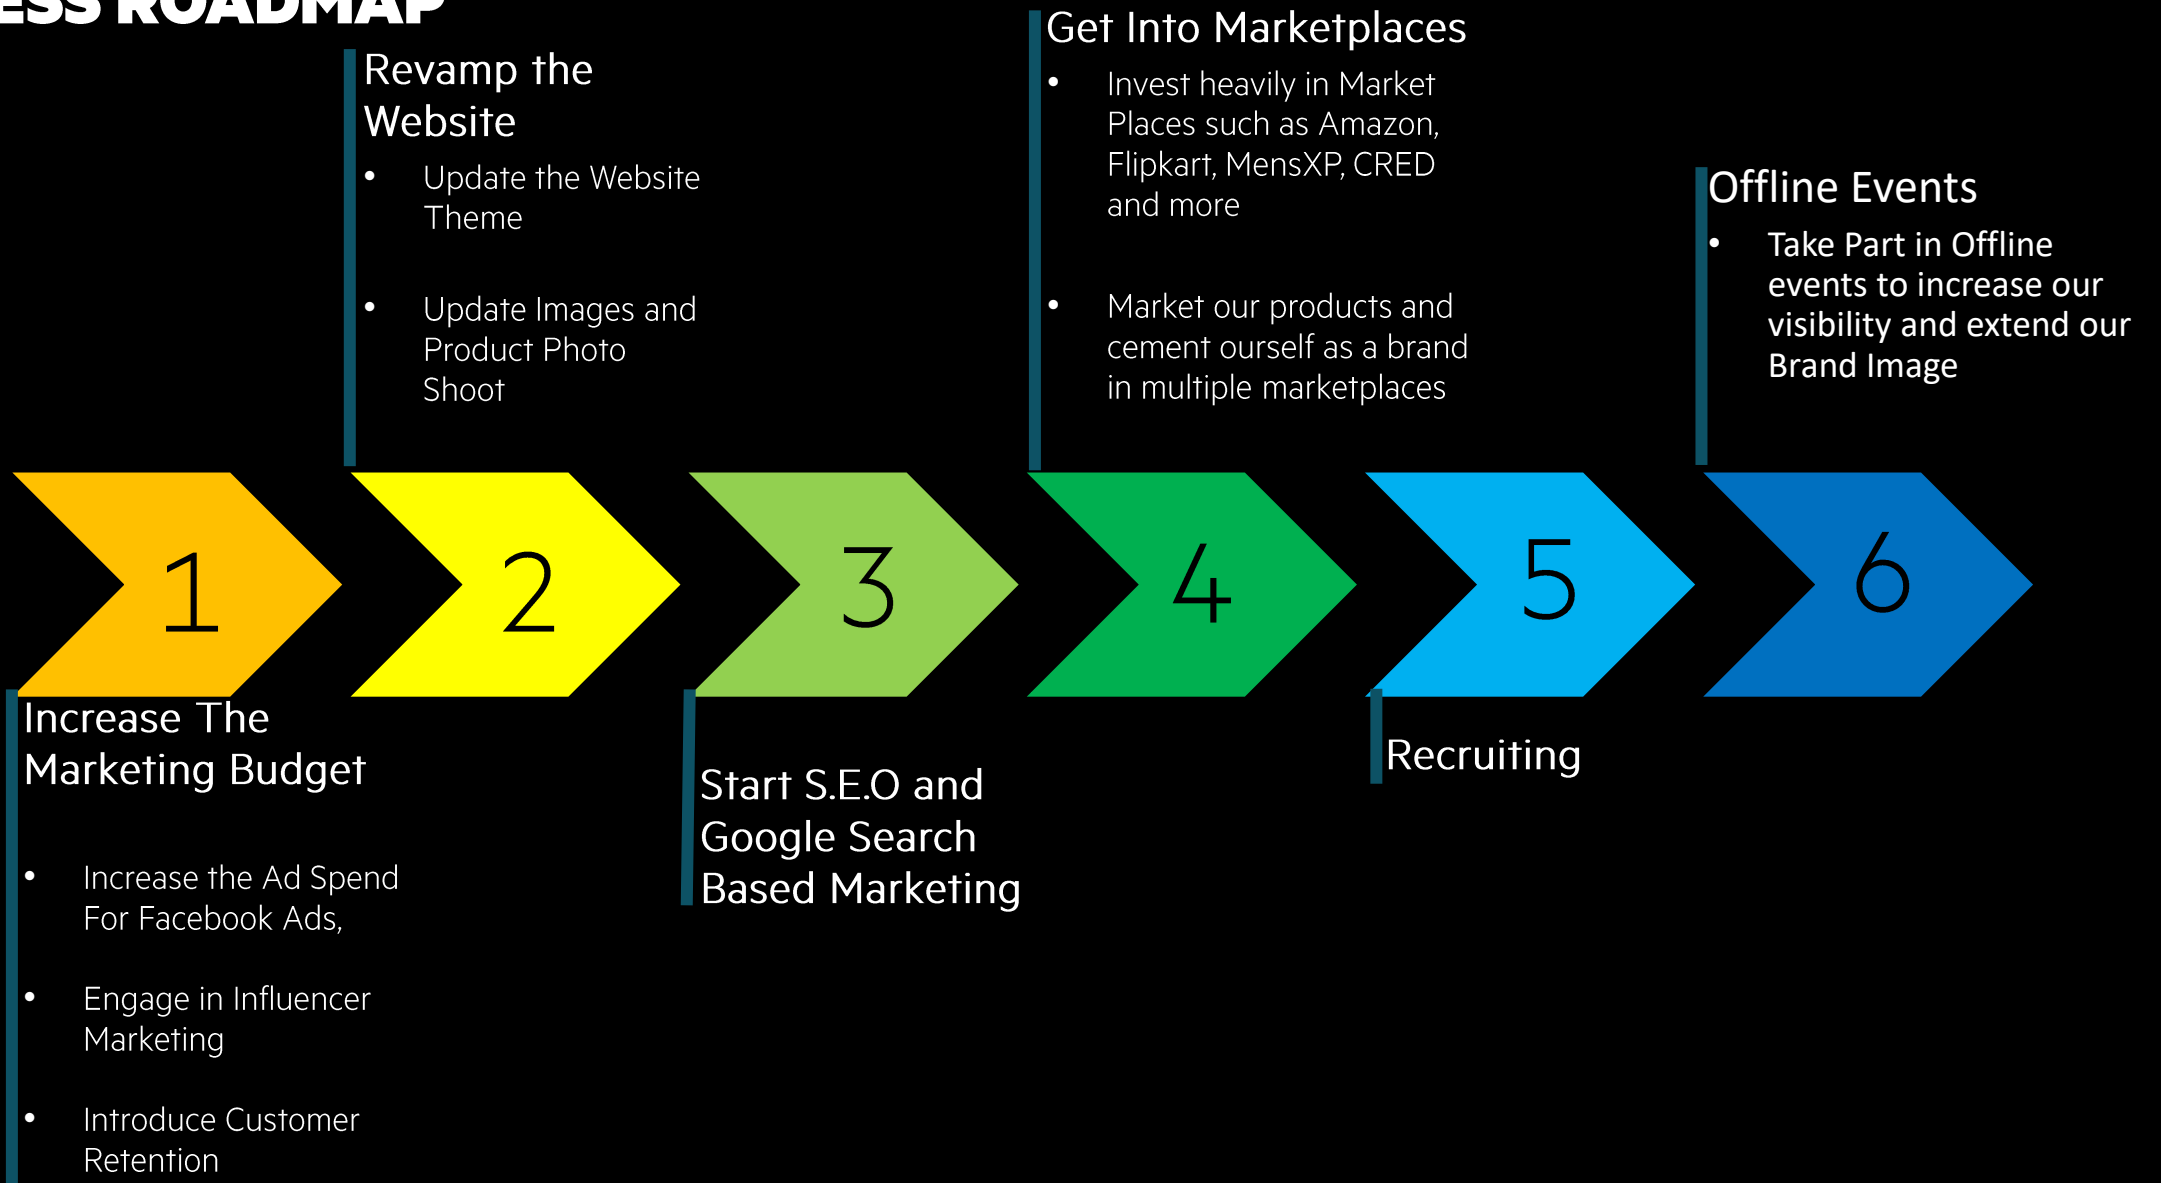 ESS ROADMAP
Revamp the
Website
• Update the Website
Theme
• Update Images and
Product Photo
Shoot
Get Into Marketplaces
• Invest heavily in Market
Places such as Amazon,
Flipkart, MensXP, CRED
and more
• Market our products and
cement ourself as a brand
in multiple marketplaces
Offline Events
• Take Part in Offline
events to increase our
visibility and extend our
Brand Image
1
2
3
4
5
6
Increase The
Marketing Budget
• Increase the Ad Spend
For Facebook Ads,
• Engage in Influencer
Marketing
• Introduce Customer
Retention
Start S.E.O and
Google Search
Based Marketing
Recruiting